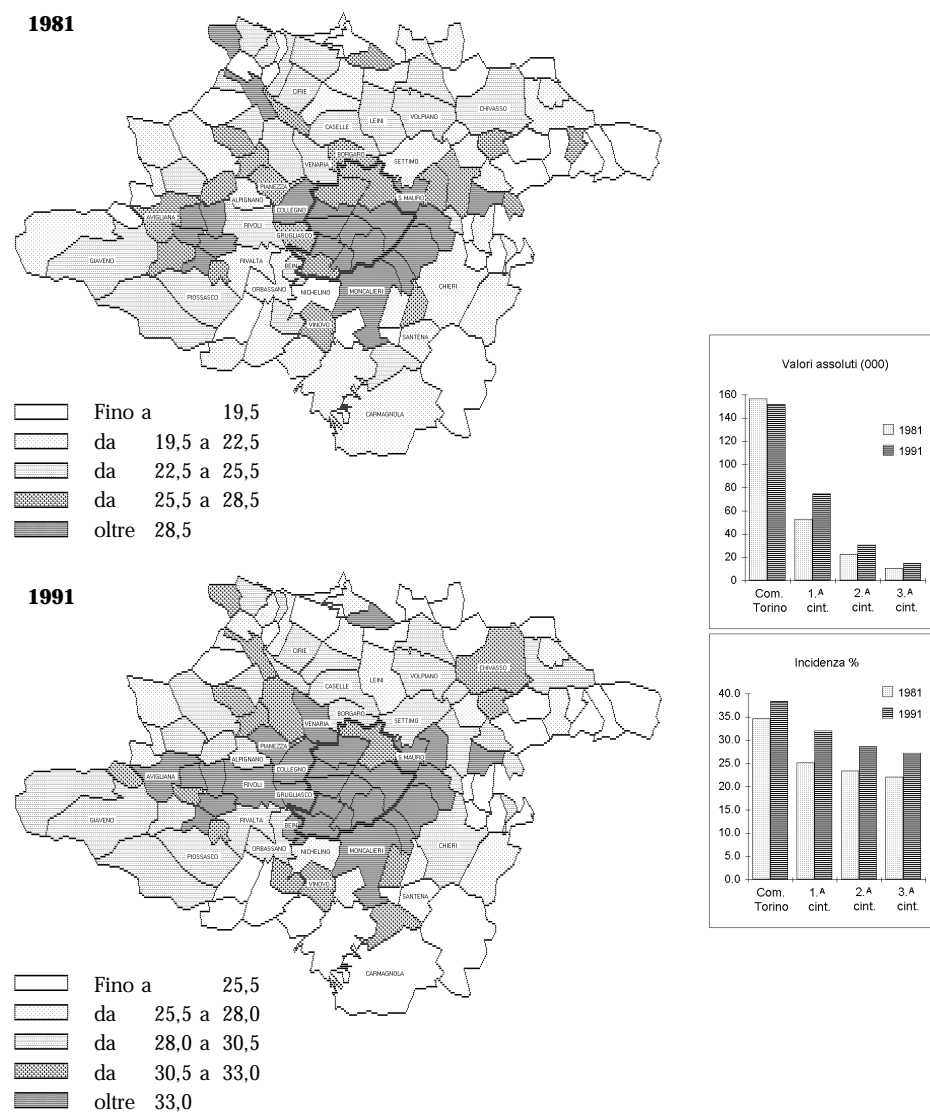 1981
CIRIE
CHIVASSO
LEINI
VOLPIANO
CASELLE
BORGARO
SETTIMO
VENARIA
PIANEZZA
ALPIGNANO
S.MAURO
COLLEGNO
AVIGLIANA
RIVOLI
GRUGLIASCO
GIAVENO
RIVALTA
BEIN
CHIERI
PIOSSASCO
ORBASSANO
NICHELINO
MONCALIERI
VINOVO
SANTENA
CARMAGNOLA
Fino a 19,5
da 19,5 a 22,5
da 22,5 a 25,5
da 25,5 a 28,5
oltre 28,5
Valori assoluti (000)
160
140
120
100
80
60
40
20
0
1981
1991
Com. Torino
1.ᴬ cint.
2.ᴬ cint.
3.ᴬ cint.
1991
CIRIE
CHIVASSO
LEINI
VOLPIANO
CASELLE
BORGARO
SETTIMO
VENARIA
PIANEZZA
ALPIGNANO
S.MAURO
COLLEGNO
AVIGLIANA
RIVOLI
GRUGLIASCO
GIAVENO
RIVALTA
BEIN
CHIERI
PIOSSASCO
ORBASSANO
NICHELINO
MONCALIERI
VINOVO
SANTENA
CARMAGNOLA
Fino a 25,5
da 25,5 a 28,0
da 28,0 a 30,5
da 30,5 a 33,0
oltre 33,0
Incidenza %
40.0
35.0
30.0
25.0
20.0
15.0
10.0
5.0
0.0
1981
1991
Com. Torino
1.ᴬ cint.
2.ᴬ cint.
3.ᴬ cint.